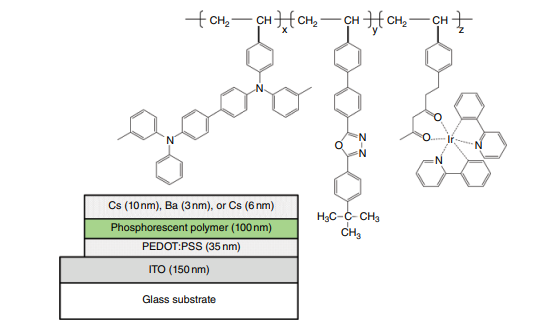 CH₂ CH x CH₂ CH y CH₂ CH z
N
N
O N N
O O Ir N N
H₃C C CH₃
CH₃
Cs (10 nm), Ba (3 nm), or Cs (6 nm)
Phosphorescent polymer (100 nm)
PEDOT:PSS (35 nm)
ITO (150 nm)
Glass substrate